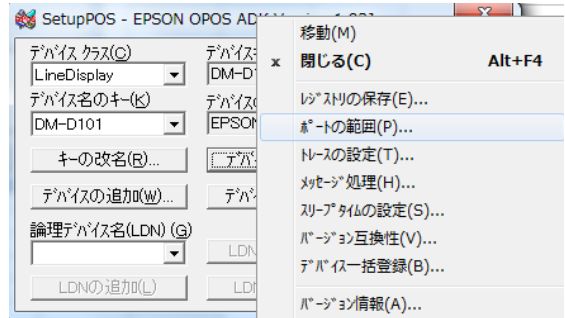 SetupPOS - EPSON OPOS ADK
移動(M)
x 閉じる(C) Alt+F4
レジストリの保存(E)...
ポートの範囲(P)...
トレースの設定(T)...
メッセージ処理(H)...
スリープタイムの設定(S)...
バージョン互換性(V)...
デバイス一括登録(B)...
バージョン情報(A)...
デバイス クラス(C)
LineDisplay
DM-D
デバイス名のキー(K)
DM-D101
EPSON
キーの改名(R)...
デバイスの追加(W)...
論理デバイス名(LDN) (G)
LDN
LDNの追加(L)